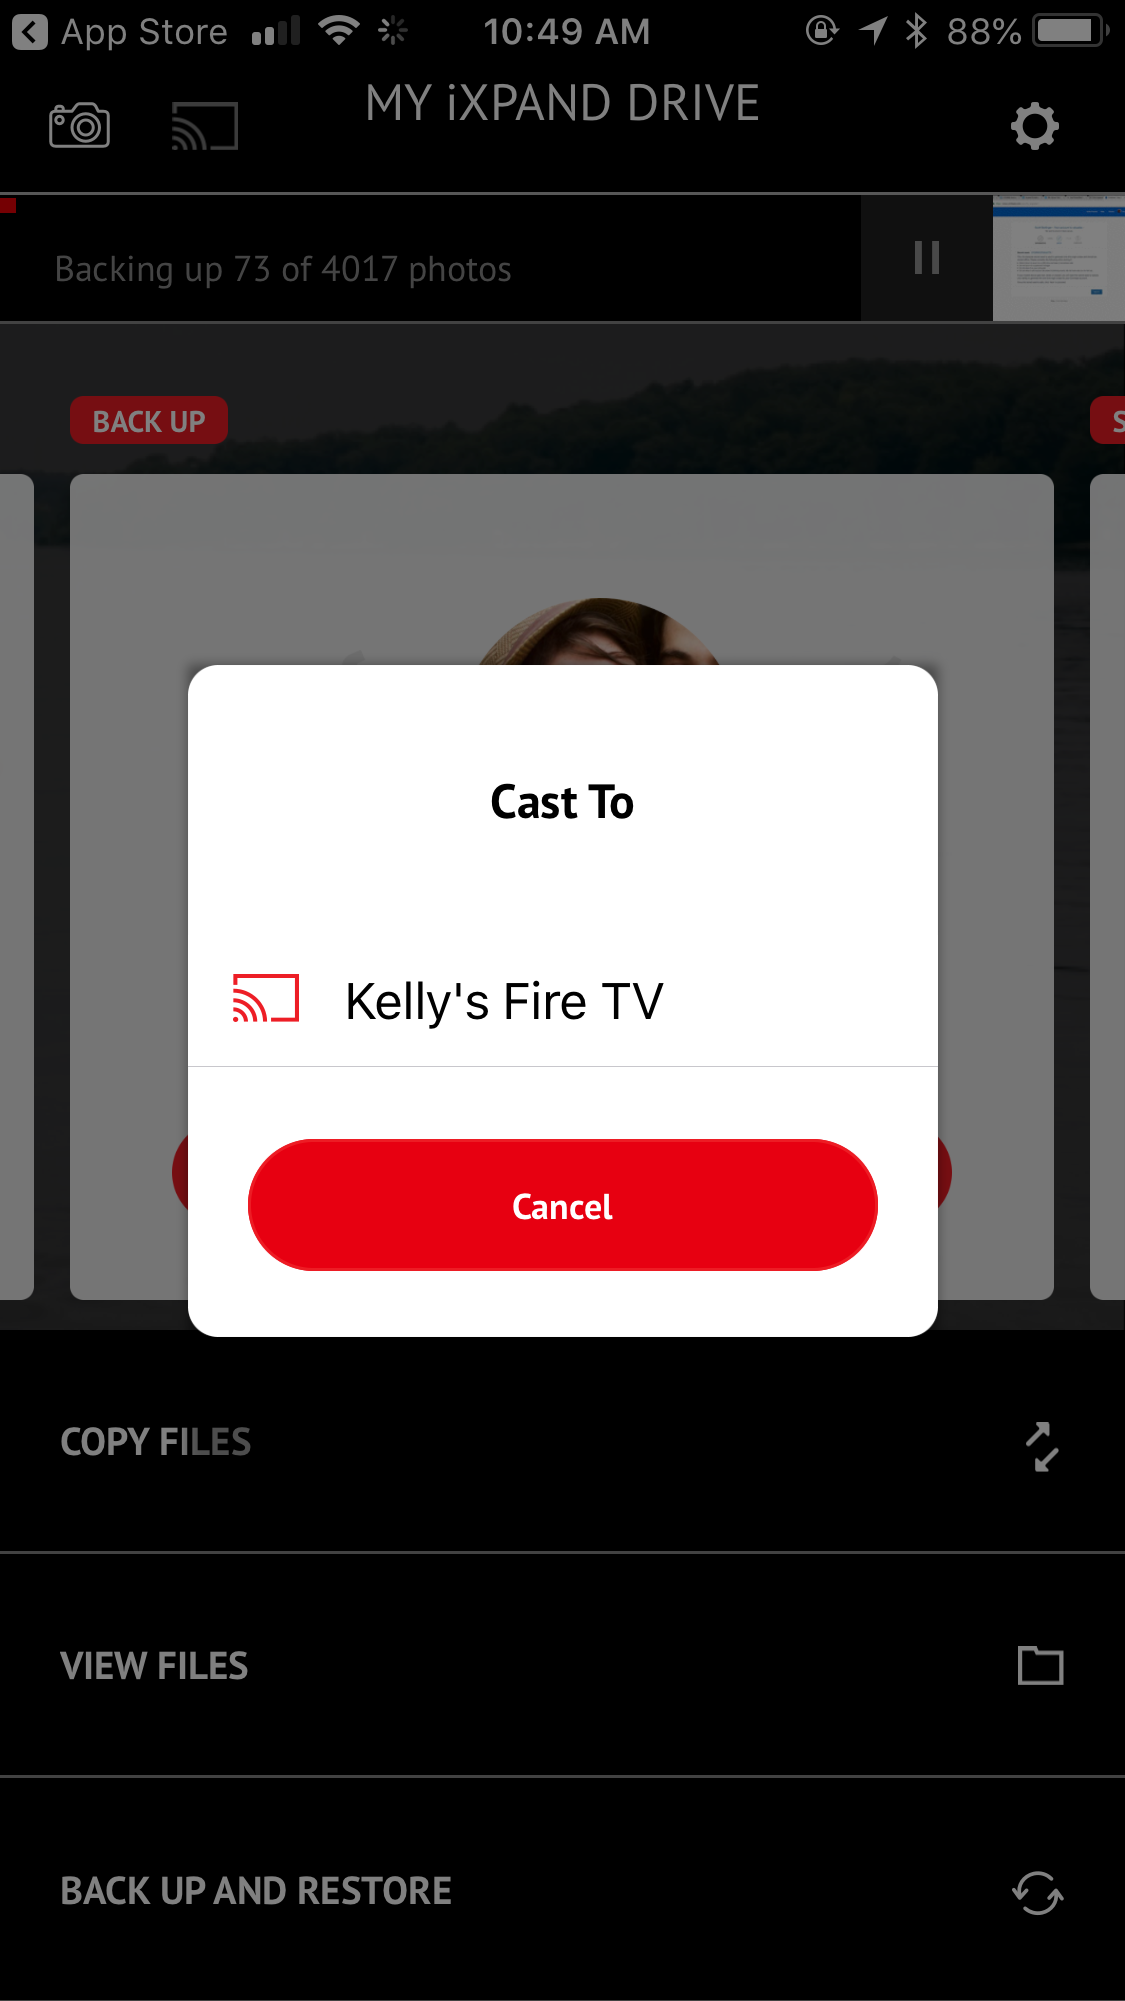 App Store 10:49 AM 88%
MY iXPAND DRIVE
Backing up 73 of 4017 photos
BACK UP
S
Cast To
Kelly's Fire TV
Cancel
COPY FILES
VIEW FILES
BACK UP AND RESTORE